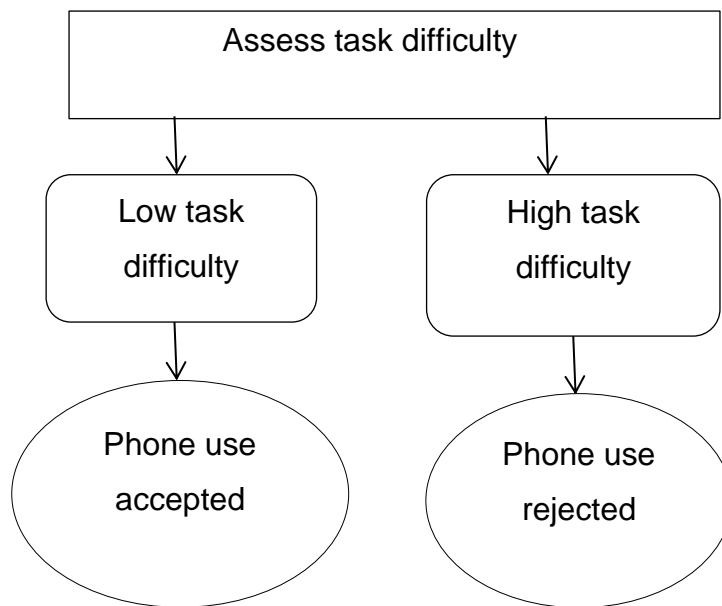 Assess task difficulty
Low task
difficulty
High task
difficulty
Phone use
accepted
Phone use
rejected